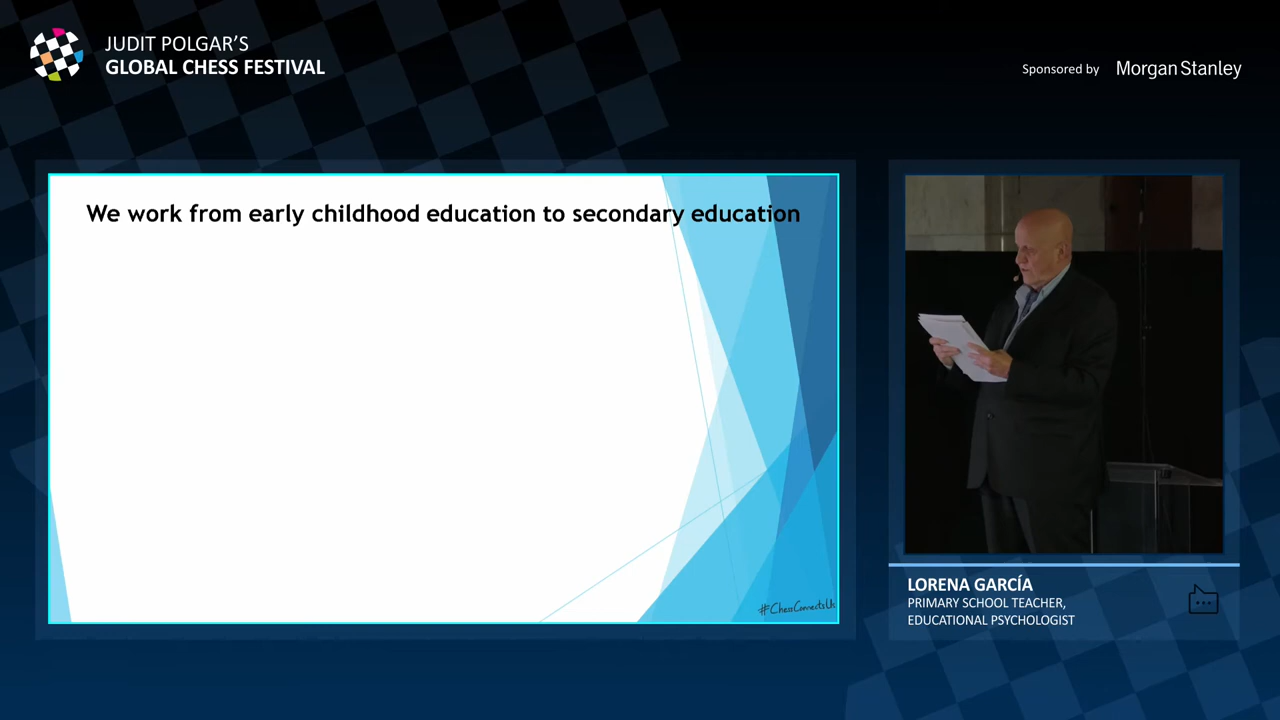 JUDIT POLGAR'S
GLOBAL CHESS FESTIVAL
Sponsored by Morgan Stanley
We work from early childhood education to secondary education
#ChessConnectsUs
LORENA GARCÍA
PRIMARY SCHOOL TEACHER,
EDUCATIONAL PSYCHOLOGIST